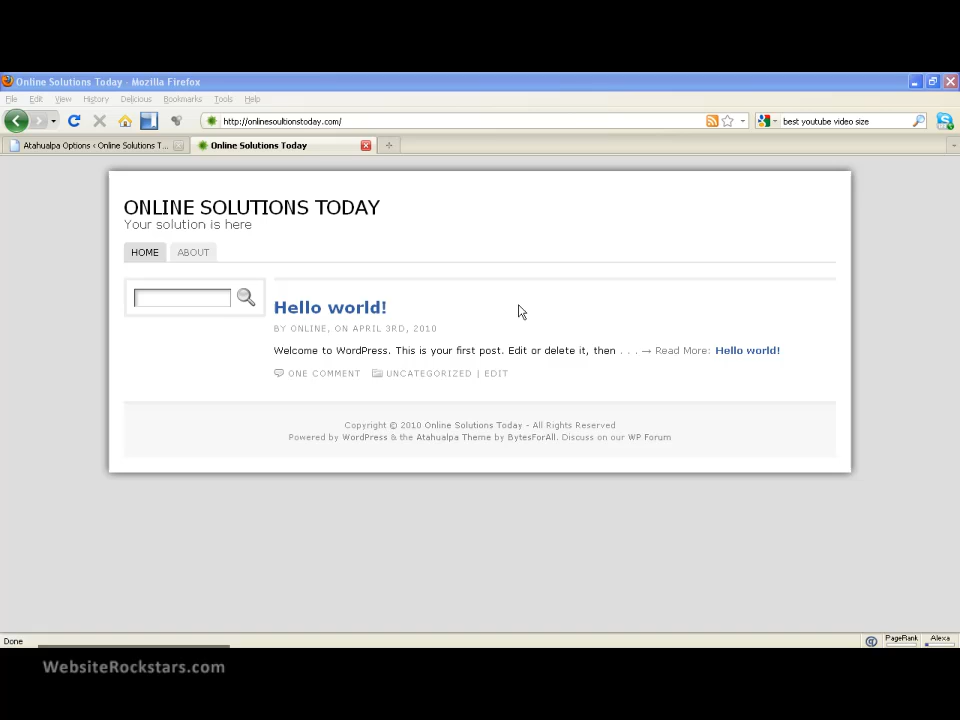 Online Solutions Today - Mozilla Firefox
File Edit View History Delicious Bookmarks Tools Help
http://onlinesoultionstoday.com/ best youtube video size
Atahualpa Options ‹ Online Solutions T... Online Solutions Today
ONLINE SOLUTIONS TODAY
Your solution is here
HOME ABOUT
Hello world!
BY ONLINE, ON APRIL 3RD, 2010
Welcome to WordPress. This is your first post. Edit or delete it, then . . . → Read More: Hello world!
ONE COMMENT UNCATEGORIZED | EDIT
Copyright © 2010 Online Solutions Today - All Rights Reserved
Powered by WordPress & the Atahualpa Theme by BytesForAll. Discuss on our WP Forum
Done PageRank Alexa
WebsiteRockstars.com